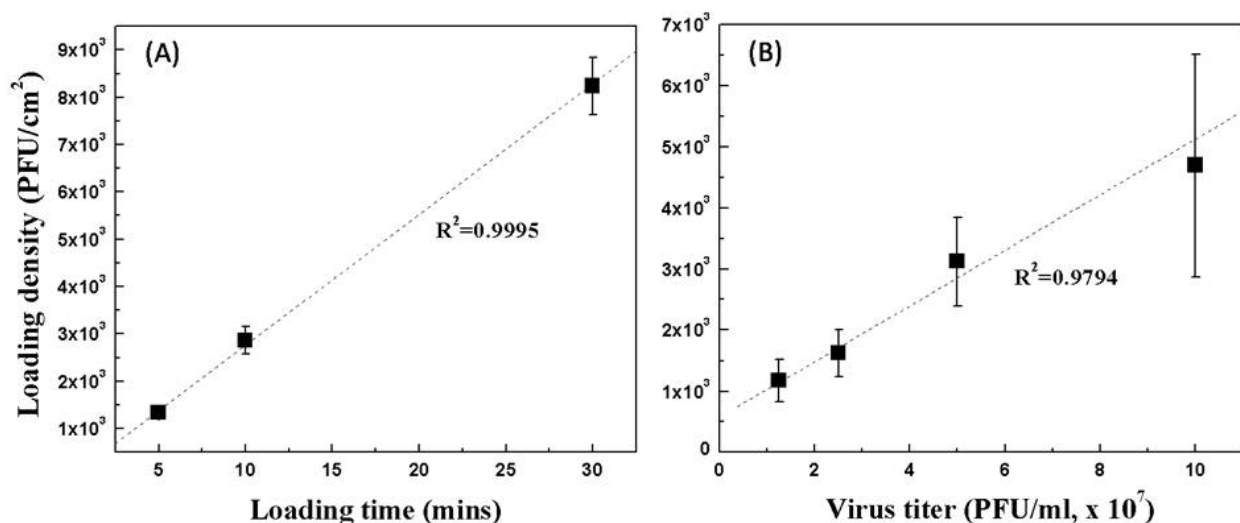 (A)
Loading density (PFU/cm²)
9x10³
8x10³
7x10³
6x10³
5x10³
4x10³
3x10³
2x10³
1x10³
R²=0.9995
5 10 15 20 25 30
Loading time (mins)
(B)
7x10³
6x10³
5x10³
4x10³
3x10³
2x10³
1x10³
0
R²=0.9794
0 2 4 6 8 10
Virus titer (PFU/ml, x 10⁷)